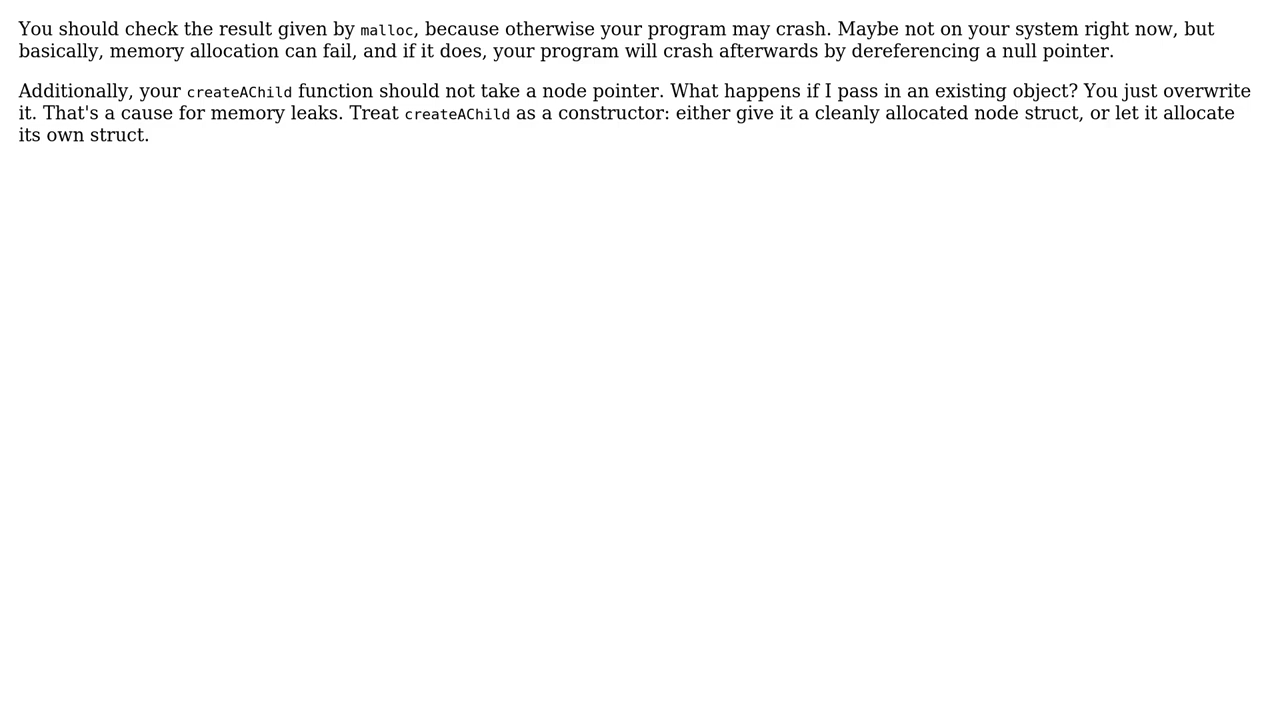 You should check the result given by malloc, because otherwise your program may crash. Maybe not on your system right now, but
basically, memory allocation can fail, and if it does, your program will crash afterwards by dereferencing a null pointer.
Additionally, your createAChild function should not take a node pointer. What happens if I pass in an existing object? You just overwrite
it. That's a cause for memory leaks. Treat createAChild as a constructor: either give it a cleanly allocated node struct, or let it allocate
its own struct.